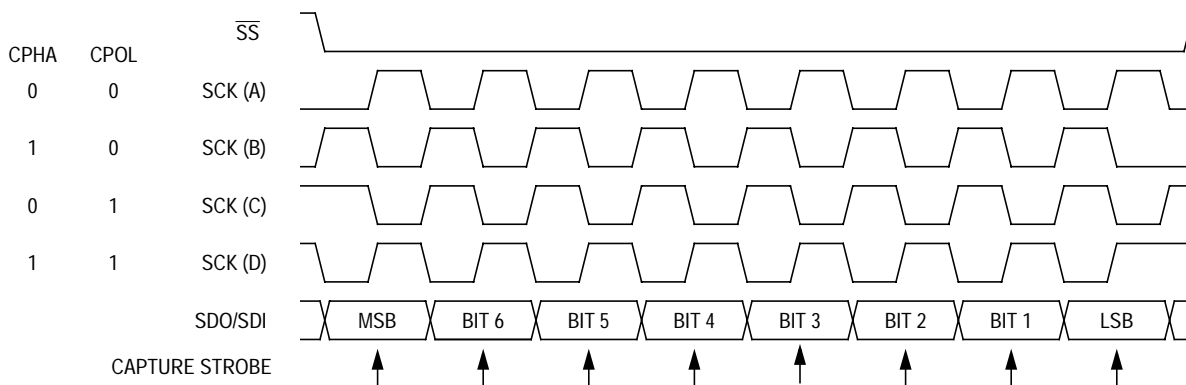 S̅S̅
CPHA CPOL
0 0 SCK (A)
1 0 SCK (B)
0 1 SCK (C)
1 1 SCK (D)
SDO/SDI MSB BIT 6 BIT 5 BIT 4 BIT 3 BIT 2 BIT 1 LSB
CAPTURE STROBE